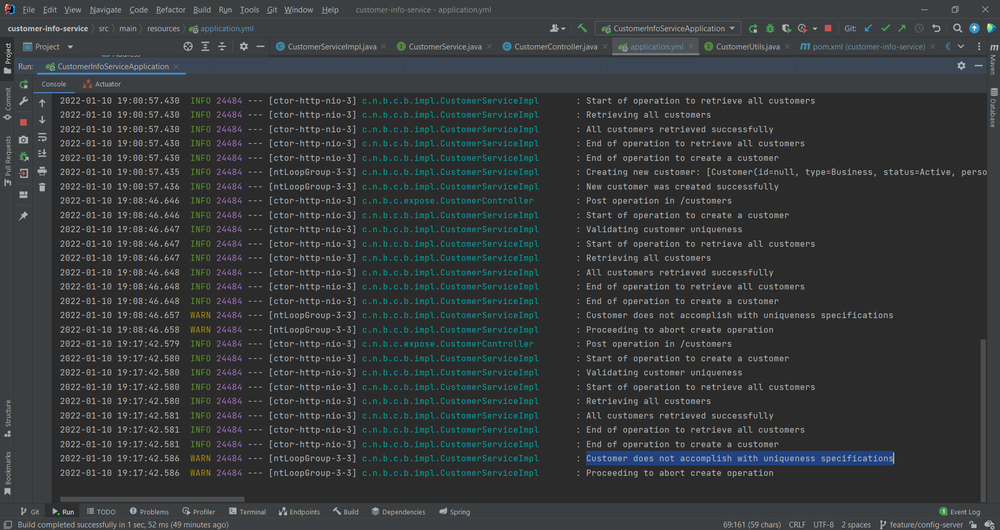 File Edit View Navigate Code Refactor Build Run Tools Git Window Help customer-info-service - application.yml
customer-info-service src main resources application.yml CustomerInfoServiceApplication Git:
Project CustomerServiceImpl.java CustomerService.java CustomerController.java application.yml CustomerUtils.java pom.xml (customer-info-service)
Address
Run: CustomerInfoServiceApplication
Console Actuator
2022-01-10 19:00:57.430 INFO 24484 --- [ctor-http-nio-3] c.n.b.c.b.impl.CustomerServiceImpl : Start of operation to retrieve all customers
2022-01-10 19:00:57.430 INFO 24484 --- [ctor-http-nio-3] c.n.b.c.b.impl.CustomerServiceImpl : Retrieving all customers
2022-01-10 19:00:57.430 INFO 24484 --- [ctor-http-nio-3] c.n.b.c.b.impl.CustomerServiceImpl : All customers retrieved successfully
2022-01-10 19:00:57.430 INFO 24484 --- [ctor-http-nio-3] c.n.b.c.b.impl.CustomerServiceImpl : End of operation to retrieve all customers
2022-01-10 19:00:57.430 INFO 24484 --- [ctor-http-nio-3] c.n.b.c.b.impl.CustomerServiceImpl : End of operation to create a customer
2022-01-10 19:00:57.435 INFO 24484 --- [ntLoopGroup-3-3] c.n.b.c.b.impl.CustomerServiceImpl : Creating new customer: [Customer(id=null, type=Business, status=Active, perso
2022-01-10 19:00:57.436 INFO 24484 --- [ntLoopGroup-3-3] c.n.b.c.b.impl.CustomerServiceImpl : New customer was created successfully
2022-01-10 19:08:46.646 INFO 24484 --- [ctor-http-nio-3] c.n.b.c.expose.CustomerController : Post operation in /customers
2022-01-10 19:08:46.646 INFO 24484 --- [ctor-http-nio-3] c.n.b.c.b.impl.CustomerServiceImpl : Start of operation to create a customer
2022-01-10 19:08:46.647 INFO 24484 --- [ctor-http-nio-3] c.n.b.c.b.impl.CustomerServiceImpl : Validating customer uniqueness
2022-01-10 19:08:46.647 INFO 24484 --- [ctor-http-nio-3] c.n.b.c.b.impl.CustomerServiceImpl : Start of operation to retrieve all customers
2022-01-10 19:08:46.647 INFO 24484 --- [ctor-http-nio-3] c.n.b.c.b.impl.CustomerServiceImpl : Retrieving all customers
2022-01-10 19:08:46.648 INFO 24484 --- [ctor-http-nio-3] c.n.b.c.b.impl.CustomerServiceImpl : All customers retrieved successfully
2022-01-10 19:08:46.648 INFO 24484 --- [ctor-http-nio-3] c.n.b.c.b.impl.CustomerServiceImpl : End of operation to retrieve all customers
2022-01-10 19:08:46.648 INFO 24484 --- [ctor-http-nio-3] c.n.b.c.b.impl.CustomerServiceImpl : End of operation to create a customer
2022-01-10 19:08:46.657 WARN 24484 --- [ntLoopGroup-3-3] c.n.b.c.b.impl.CustomerServiceImpl : Customer does not accomplish with uniqueness specifications
2022-01-10 19:08:46.658 WARN 24484 --- [ntLoopGroup-3-3] c.n.b.c.b.impl.CustomerServiceImpl : Proceeding to abort create operation
2022-01-10 19:17:42.579 INFO 24484 --- [ctor-http-nio-3] c.n.b.c.expose.CustomerController : Post operation in /customers
2022-01-10 19:17:42.580 INFO 24484 --- [ctor-http-nio-3] c.n.b.c.b.impl.CustomerServiceImpl : Start of operation to create a customer
2022-01-10 19:17:42.580 INFO 24484 --- [ctor-http-nio-3] c.n.b.c.b.impl.CustomerServiceImpl : Validating customer uniqueness
2022-01-10 19:17:42.580 INFO 24484 --- [ctor-http-nio-3] c.n.b.c.b.impl.CustomerServiceImpl : Start of operation to retrieve all customers
2022-01-10 19:17:42.580 INFO 24484 --- [ctor-http-nio-3] c.n.b.c.b.impl.CustomerServiceImpl : Retrieving all customers
2022-01-10 19:17:42.581 INFO 24484 --- [ctor-http-nio-3] c.n.b.c.b.impl.CustomerServiceImpl : All customers retrieved successfully
2022-01-10 19:17:42.581 INFO 24484 --- [ctor-http-nio-3] c.n.b.c.b.impl.CustomerServiceImpl : End of operation to retrieve all customers
2022-01-10 19:17:42.581 INFO 24484 --- [ctor-http-nio-3] c.n.b.c.b.impl.CustomerServiceImpl : End of operation to create a customer
2022-01-10 19:17:42.586 WARN 24484 --- [ntLoopGroup-3-3] c.n.b.c.b.impl.CustomerServiceImpl : Customer does not accomplish with uniqueness specifications
2022-01-10 19:17:42.586 WARN 24484 --- [ntLoopGroup-3-3] c.n.b.c.b.impl.CustomerServiceImpl : Proceeding to abort create operation
Project
Commit
Pull Requests
Structure
Bookmarks
Maven
Database
Git Run TODO Problems Profiler Terminal Endpoints Build Dependencies Spring 1 Event Log
Build completed successfully in 1 sec, 52 ms (49 minutes ago) 69:161 (59 chars) CRLF UTF-8 2 spaces feature/config-server